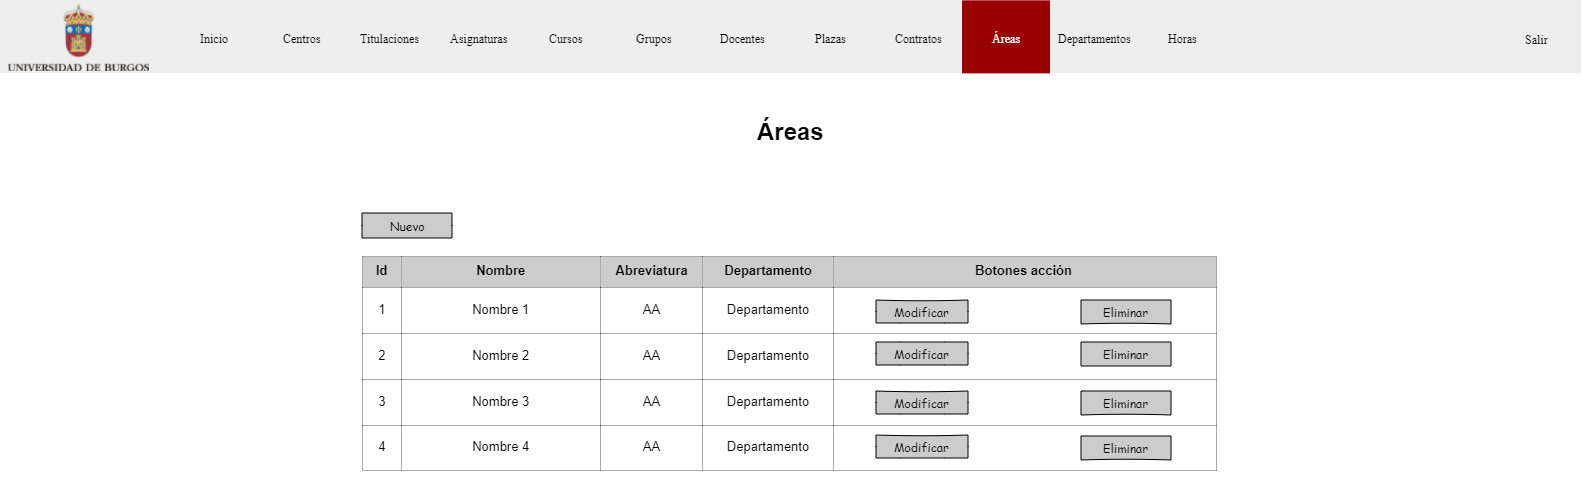 Inicio Centros Titulaciones Asignaturas Cursos Grupos Docentes Plazas Contratos Áreas Departamentos Horas Salir
UNIVERSIDAD DE BURGOS
Áreas
Nuevo
Id Nombre Abreviatura Departamento Botones acción
1 Nombre 1 AA Departamento Modificar Eliminar
2 Nombre 2 AA Departamento Modificar Eliminar
3 Nombre 3 AA Departamento Modificar Eliminar
4 Nombre 4 AA Departamento Modificar Eliminar